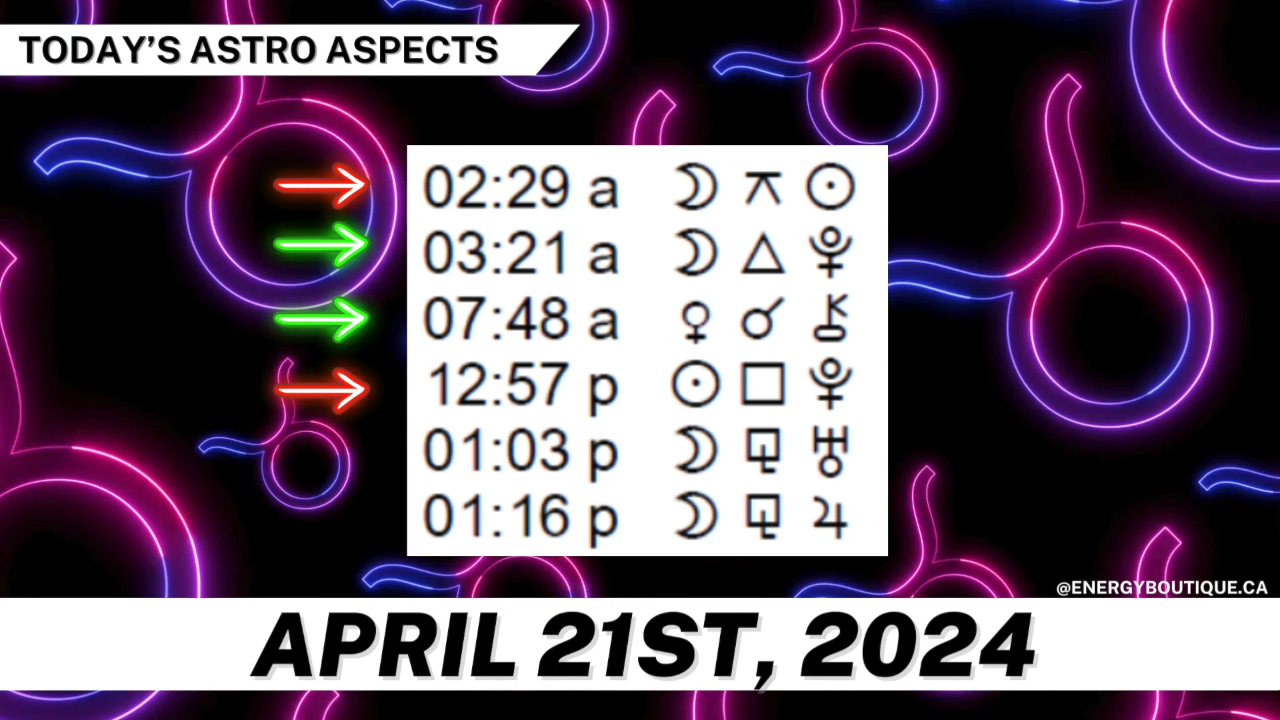 TODAY’S ASTRO ASPECTS
02:29 a ☽ ⚻ ☉
03:21 a ☽ △ ♇
07:48 a ♀ ☌ ⚷
12:57 p ☉ □ ♇
01:03 p ☽ ⚼ ♅
01:16 p ☽ ⚼ ♃
@ENERGYBOUTIQUE.CA
APRIL 21ST, 2024